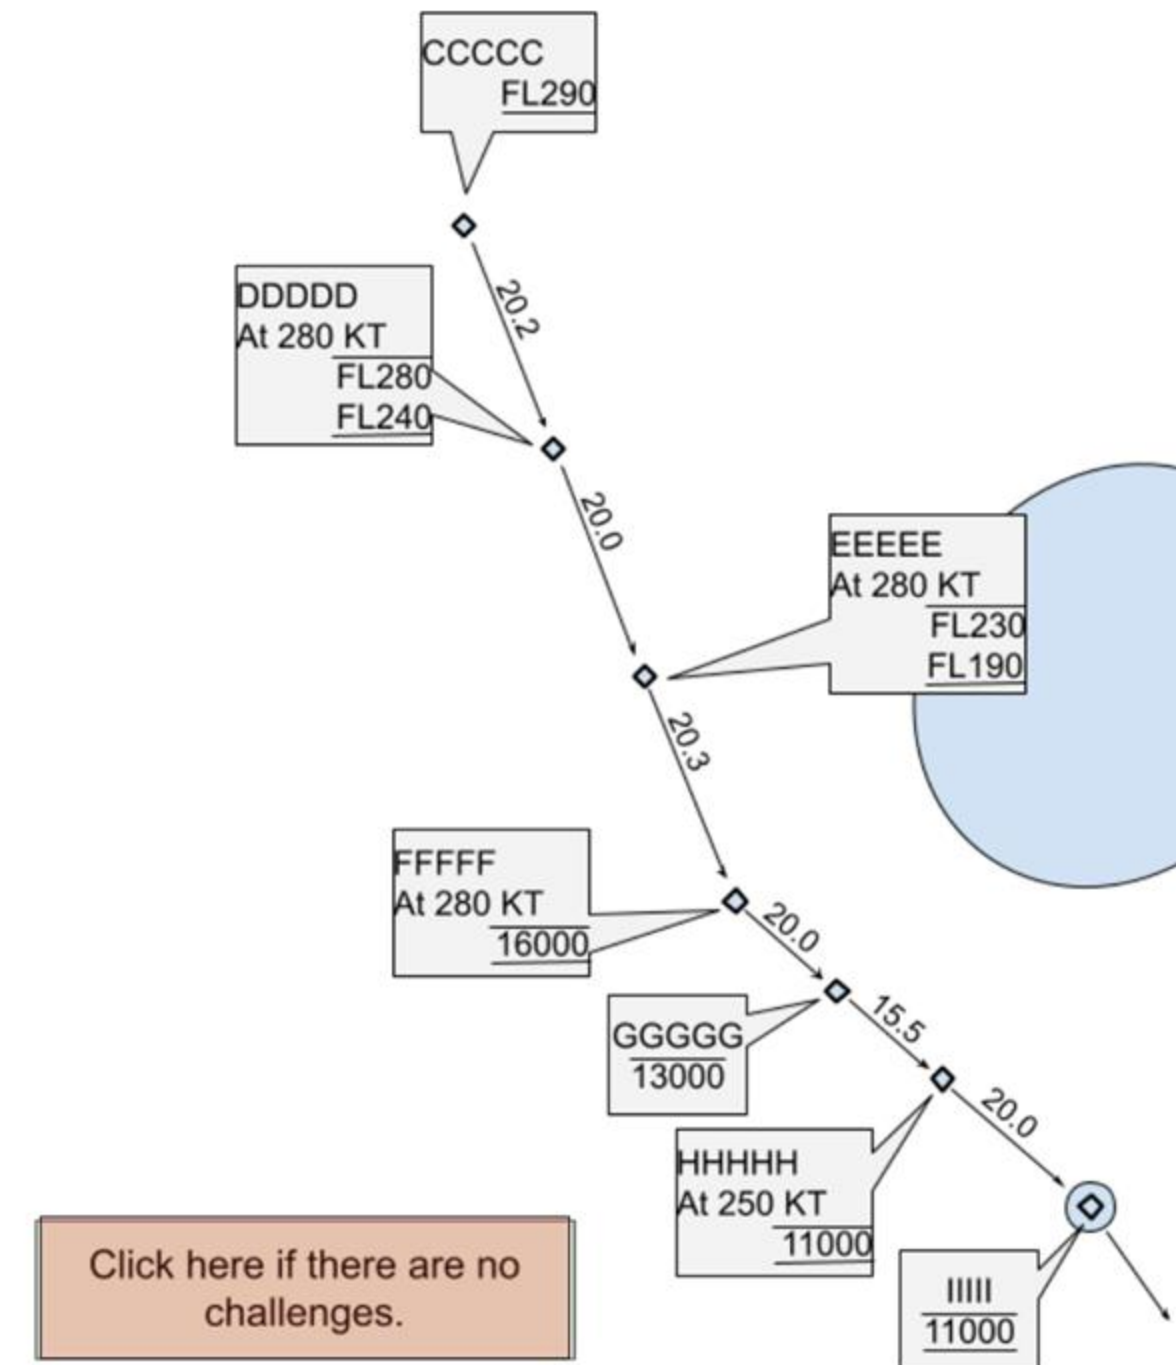 CCCCC
FL290
20.2
DDDDD
At 280 KT
FL280
FL240
20.0
EEEEE
At 280 KT
FL230
FL190
20.3
FFFFF
At 280 KT
16000
20.0
GGGGG
13000
15.5
HHHHH
At 250 KT
11000
20.0
IIIII
11000
Click here if there are no
challenges.